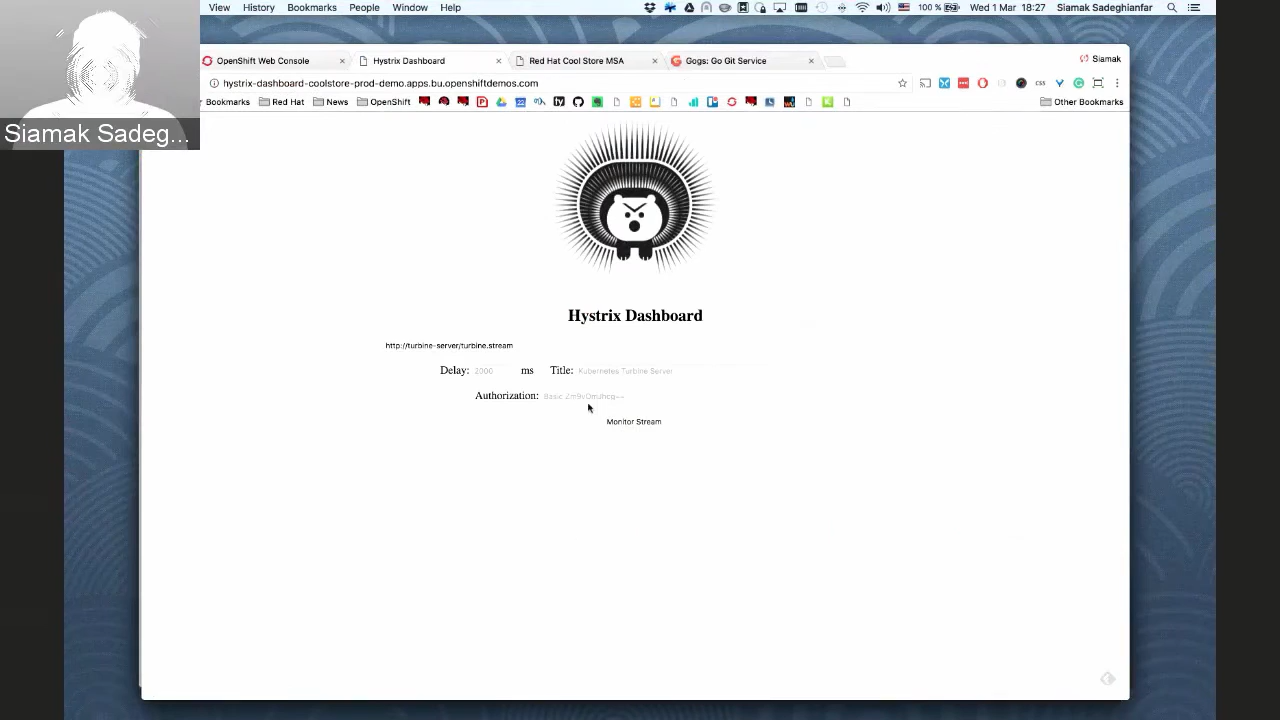 View History Bookmarks People Window Help 100 % Wed 1 Mar 18:27 Siamak Sadeghianfar
OpenShift Web Console Hystrix Dashboard Red Hat Cool Store MSA Gogs: Go Git Service Siamak
hystrix-dashboard-coolstore-prod-demo.apps.bu.openshiftdemos.com
Bookmarks Red Hat News OpenShift Other Bookmarks
Siamak Sadeg...
Hystrix Dashboard
http://turbine-server/turbine.stream
Delay: 2000 ms Title: Kubernetes Turbine Server
Authorization: Basic
Monitor Stream